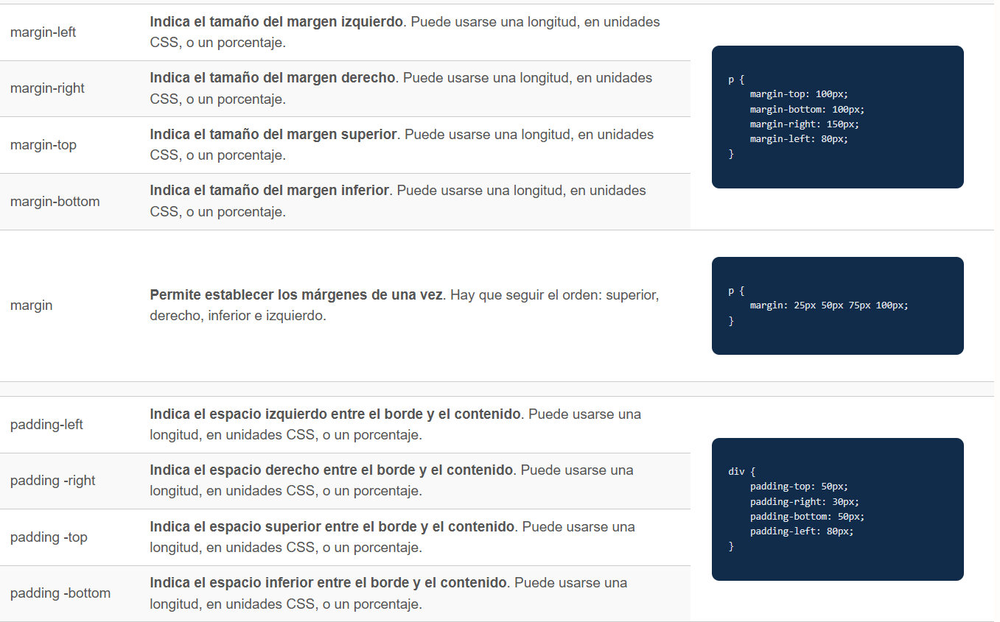 margin-left
Indica el tamaño del margen izquierdo. Puede usarse una longitud, en unidades
CSS, o un porcentaje.
margin-right
Indica el tamaño del margen derecho. Puede usarse una longitud, en unidades
CSS, o un porcentaje.
margin-top
Indica el tamaño del margen superior. Puede usarse una longitud, en unidades
CSS, o un porcentaje.
margin-bottom
Indica el tamaño del margen inferior. Puede usarse una longitud, en unidades
CSS, o un porcentaje.
p {
    margin-top: 100px;
    margin-bottom: 100px;
    margin-right: 150px;
    margin-left: 80px;
}
margin
Permite establecer los márgenes de una vez. Hay que seguir el orden: superior,
derecho, inferior e izquierdo.
p {
    margin: 25px 50px 75px 100px;
}
padding-left
Indica el espacio izquierdo entre el borde y el contenido. Puede usarse una
longitud, en unidades CSS, o un porcentaje.
padding -right
Indica el espacio derecho entre el borde y el contenido. Puede usarse una
longitud, en unidades CSS, o un porcentaje.
padding -top
Indica el espacio superior entre el borde y el contenido. Puede usarse una
longitud, en unidades CSS, o un porcentaje.
padding -bottom
Indica el espacio inferior entre el borde y el contenido. Puede usarse una
longitud, en unidades CSS, o un porcentaje.
div {
    padding-top: 50px;
    padding-right: 30px;
    padding-bottom: 50px;
    padding-left: 80px;
}